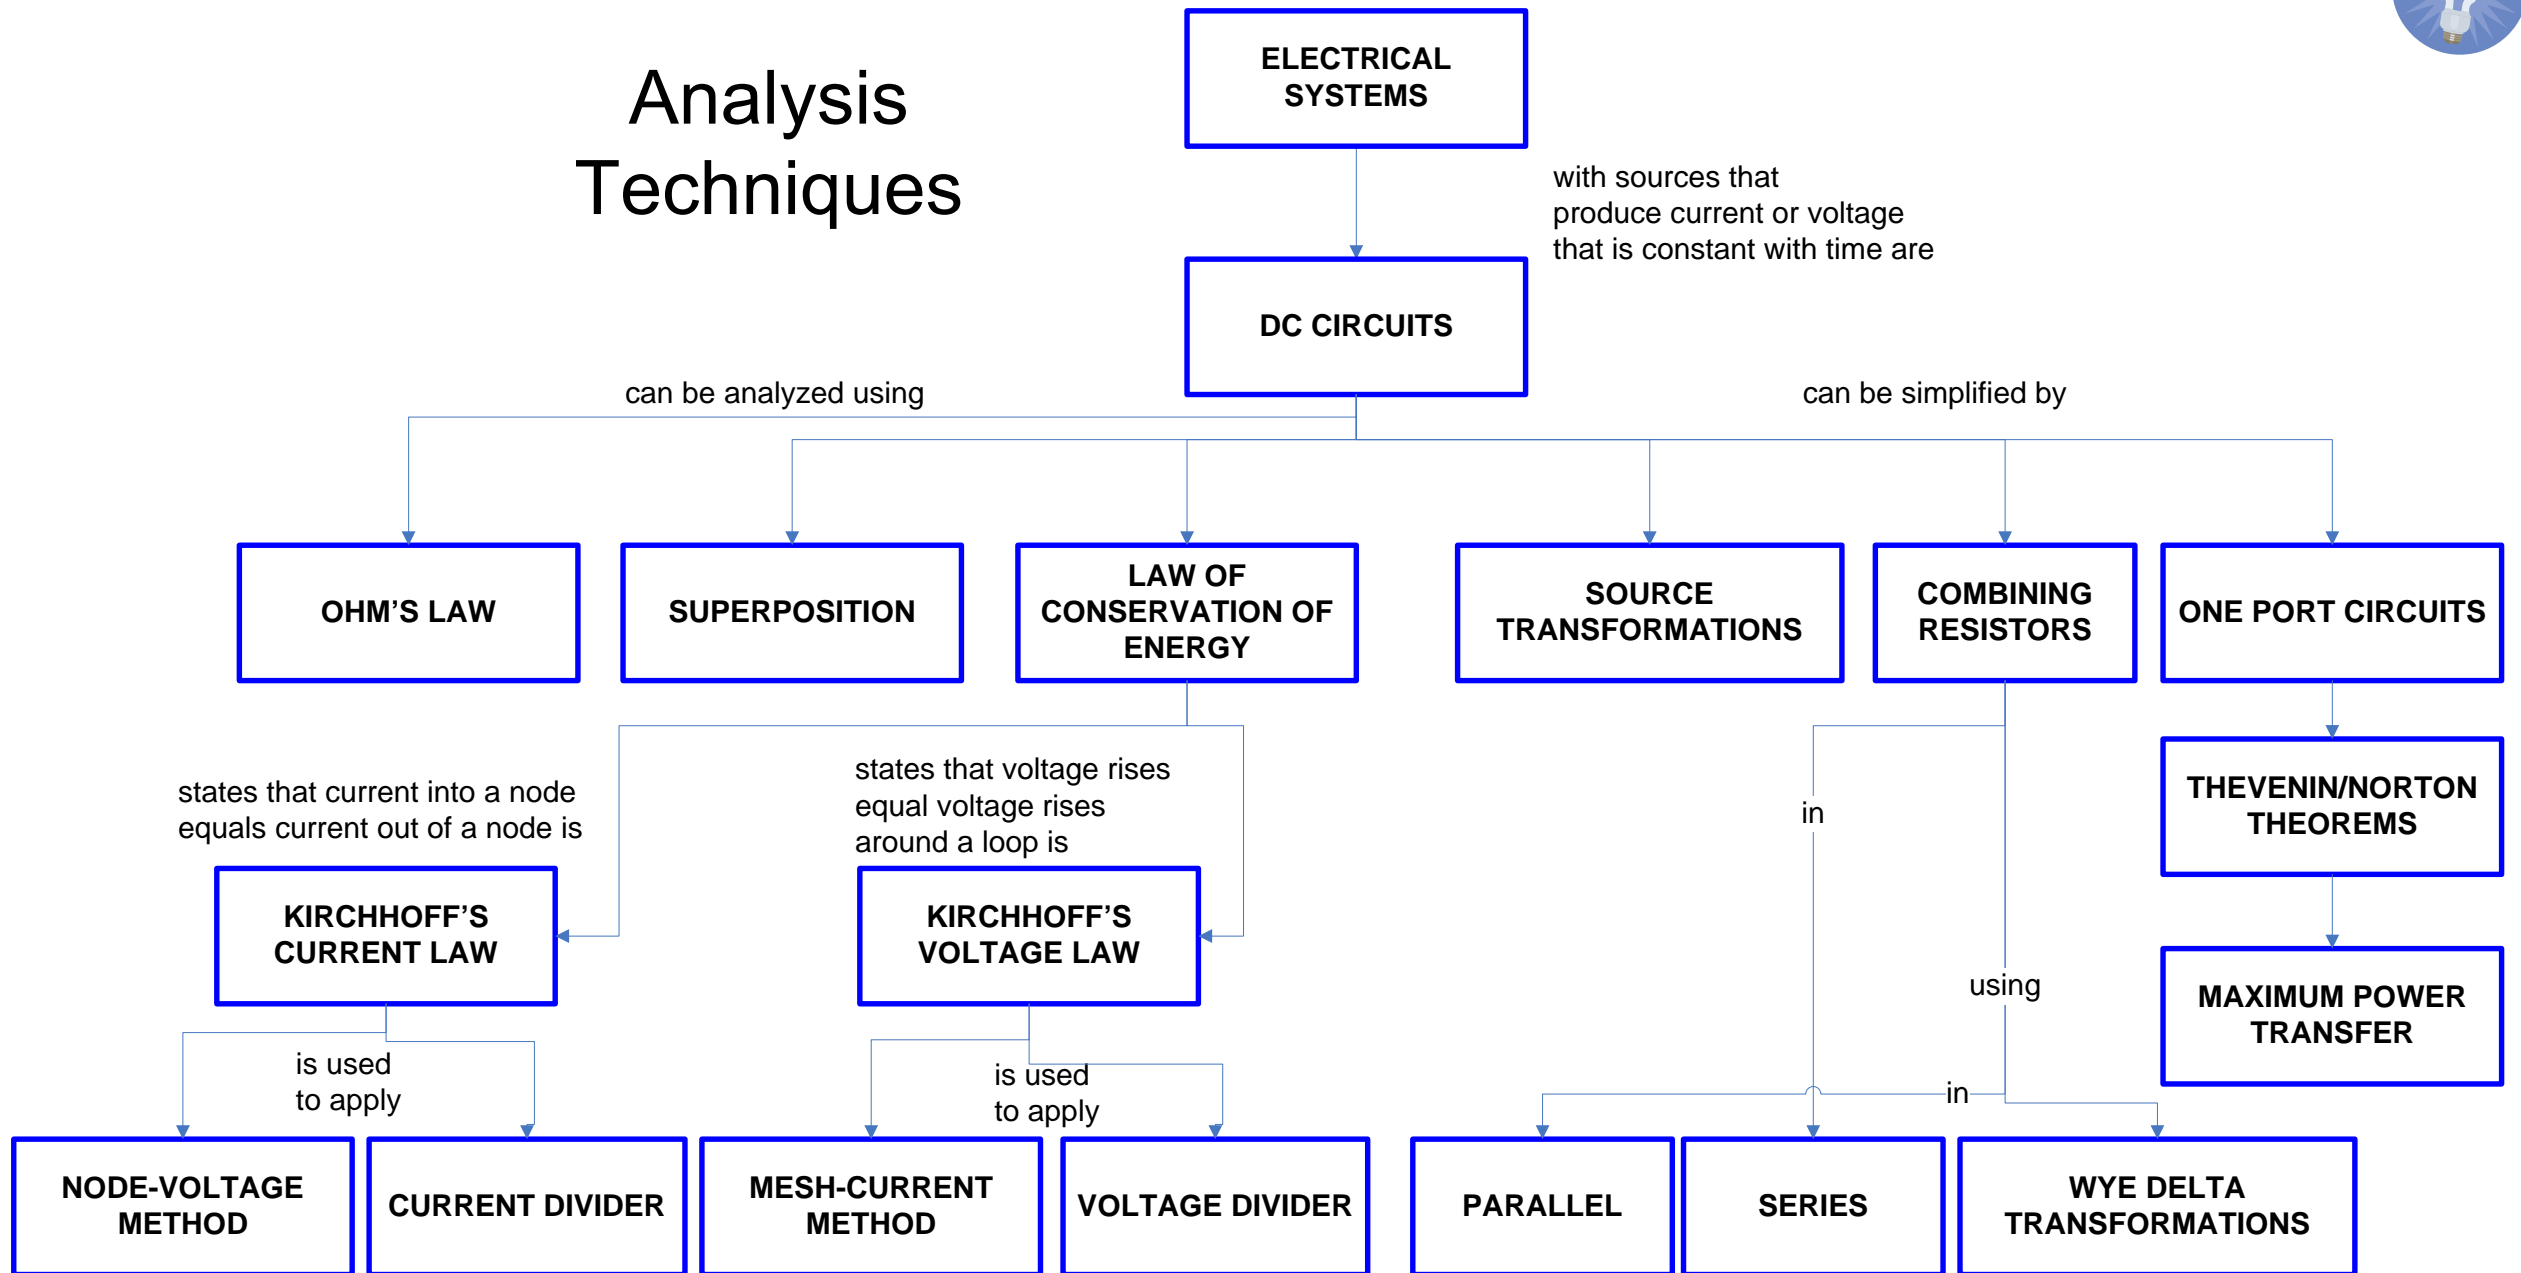 Analysis
Techniques
ELECTRICAL
SYSTEMS
with sources that
produce current or voltage
that is constant with time are
DC CIRCUITS
can be analyzed using
can be simplified by
OHM’S LAW
SUPERPOSITION
LAW OF
CONSERVATION OF
ENERGY
SOURCE
TRANSFORMATIONS
COMBINING
RESISTORS
ONE PORT CIRCUITS
states that current into a node
equals current out of a node is
states that voltage rises
equal voltage rises
around a loop is
in
THEVENIN/NORTON
THEOREMS
KIRCHHOFF’S
CURRENT LAW
KIRCHHOFF’S
VOLTAGE LAW
using
MAXIMUM POWER
TRANSFER
is used
to apply
is used
to apply
in
NODE-VOLTAGE
METHOD
CURRENT DIVIDER
MESH-CURRENT
METHOD
VOLTAGE DIVIDER
PARALLEL
SERIES
WYE DELTA
TRANSFORMATIONS